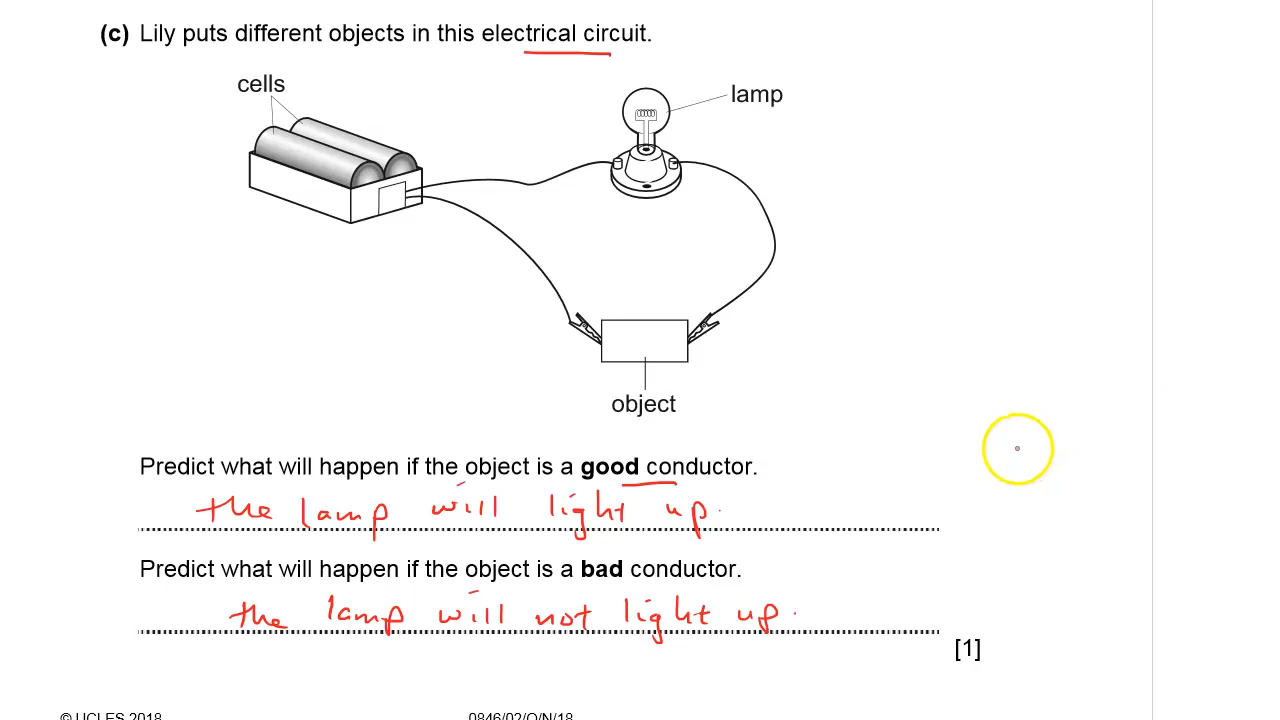 (c) Lily puts different objects in this electrical circuit.
cells
lamp
object
Predict what will happen if the object is a good conductor.
the lamp will light up.
Predict what will happen if the object is a bad conductor.
the lamp will not light up.
[1]
© UCLES 2018
0846/02/O/N/18